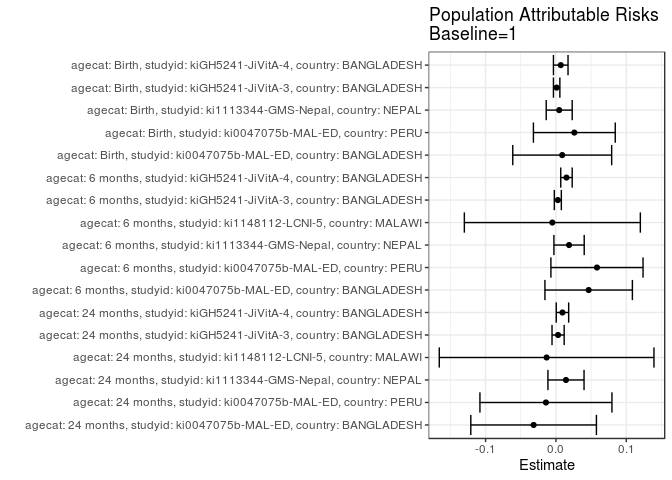 Population Attributable Risks
Baseline=1
agecat: Birth, studyid: kiGH5241-JiVitA-4, country: BANGLADESH
agecat: Birth, studyid: kiGH5241-JiVitA-3, country: BANGLADESH
agecat: Birth, studyid: ki1113344-GMS-Nepal, country: NEPAL
agecat: Birth, studyid: ki0047075b-MAL-ED, country: PERU
agecat: Birth, studyid: ki0047075b-MAL-ED, country: BANGLADESH
agecat: 6 months, studyid: kiGH5241-JiVitA-4, country: BANGLADESH
agecat: 6 months, studyid: kiGH5241-JiVitA-3, country: BANGLADESH
agecat: 6 months, studyid: ki1148112-LCNI-5, country: MALAWI
agecat: 6 months, studyid: ki1113344-GMS-Nepal, country: NEPAL
agecat: 6 months, studyid: ki0047075b-MAL-ED, country: PERU
agecat: 6 months, studyid: ki0047075b-MAL-ED, country: BANGLADESH
agecat: 24 months, studyid: kiGH5241-JiVitA-4, country: BANGLADESH
agecat: 24 months, studyid: kiGH5241-JiVitA-3, country: BANGLADESH
agecat: 24 months, studyid: ki1148112-LCNI-5, country: MALAWI
agecat: 24 months, studyid: ki1113344-GMS-Nepal, country: NEPAL
agecat: 24 months, studyid: ki0047075b-MAL-ED, country: PERU
agecat: 24 months, studyid: ki0047075b-MAL-ED, country: BANGLADESH
-0.1 0.0 0.1
Estimate